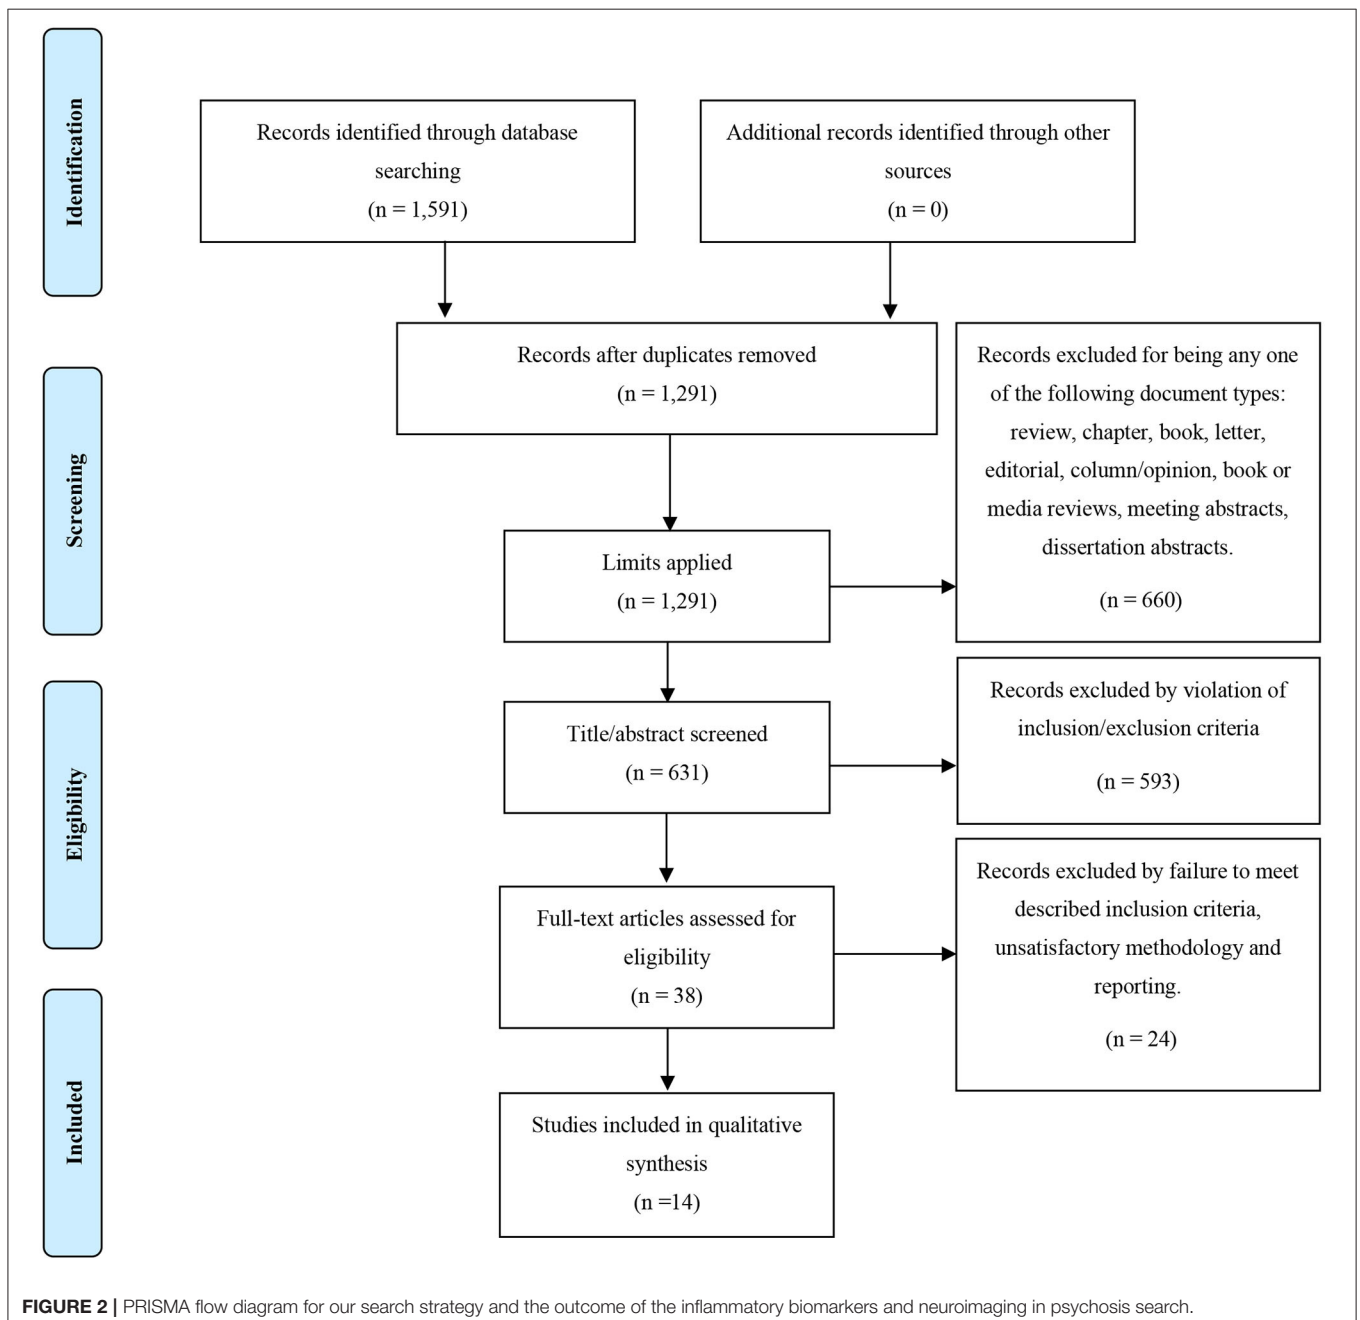 Identification
Records identified through database
searching
(n = 1,591)
Additional records identified through other
sources
(n = 0)
Screening
Records after duplicates removed
(n = 1,291)
Records excluded for being any one
of the following document types:
review, chapter, book, letter,
editorial, column/opinion, book or
media reviews, meeting abstracts,
dissertation abstracts.
(n = 660)
Limits applied
(n = 1,291)
Eligibility
Title/abstract screened
(n = 631)
Records excluded by violation of
inclusion/exclusion criteria
(n = 593)
Full-text articles assessed for
eligibility
(n = 38)
Records excluded by failure to meet
described inclusion criteria,
unsatisfactory methodology and
reporting.
(n = 24)
Included
Studies included in qualitative
synthesis
(n =14)
FIGURE 2 | PRISMA flow diagram for our search strategy and the outcome of the inflammatory biomarkers and neuroimaging in psychosis search.